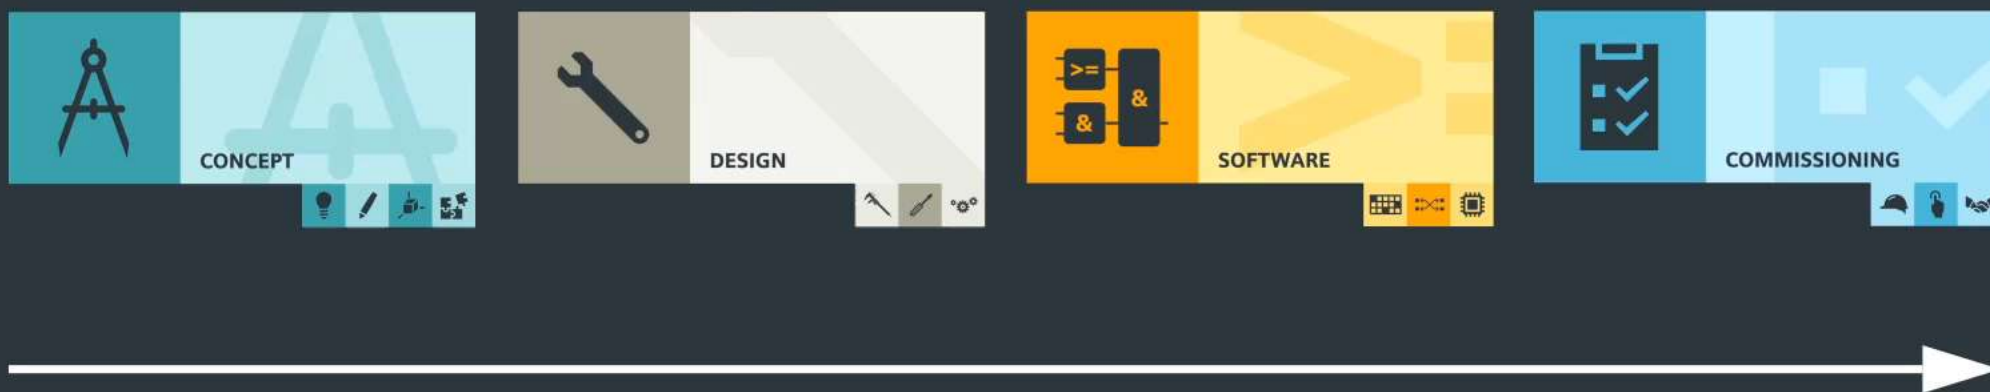 CONCEPT
DESIGN
>=
&
&
SOFTWARE
COMMISSIONING